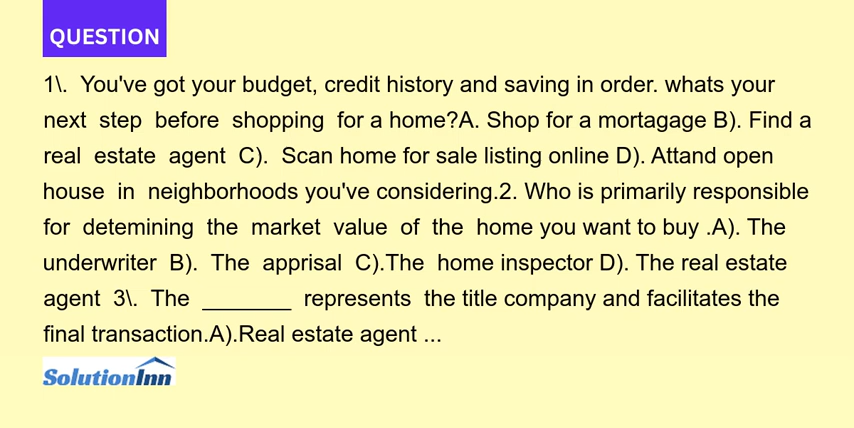 QUESTION
1\. You've got your budget, credit history and saving in order. whats your
next step before shopping for a home?A. Shop for a mortagage B). Find a
real estate agent C). Scan home for sale listing online D). Attand open
house in neighborhoods you've considering.2. Who is primarily responsible
for detemining the market value of the home you want to buy .A). The
underwriter B). The apprisal C).The home inspector D). The real estate
agent 3\. The _______ represents the title company and facilitates the
final transaction.A).Real estate agent ...
SolutionInn